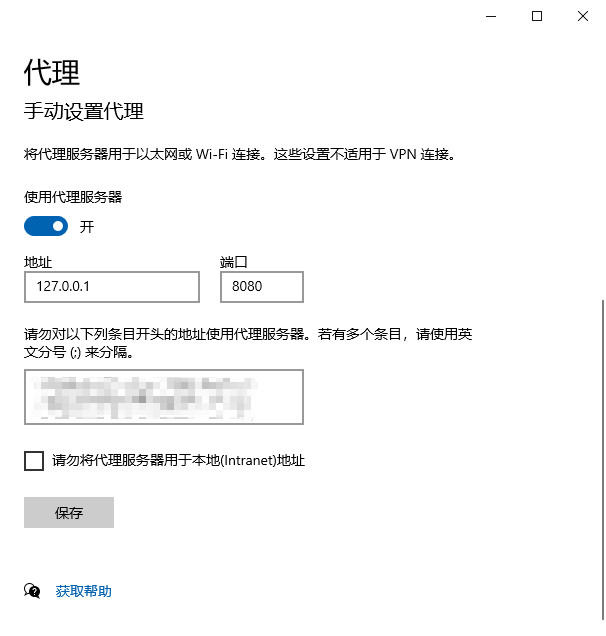 代理
手动设置代理
将代理服务器用于以太网或 Wi-Fi 连接。这些设置不适用于 VPN 连接。
使用代理服务器
开
地址 端口
127.0.0.1 8080
请勿对以下列条目开头的地址使用代理服务器。若有多个条目，请使用英
文分号 (;) 来分隔。
请勿将代理服务器用于本地(Intranet)地址
保存
获取帮助